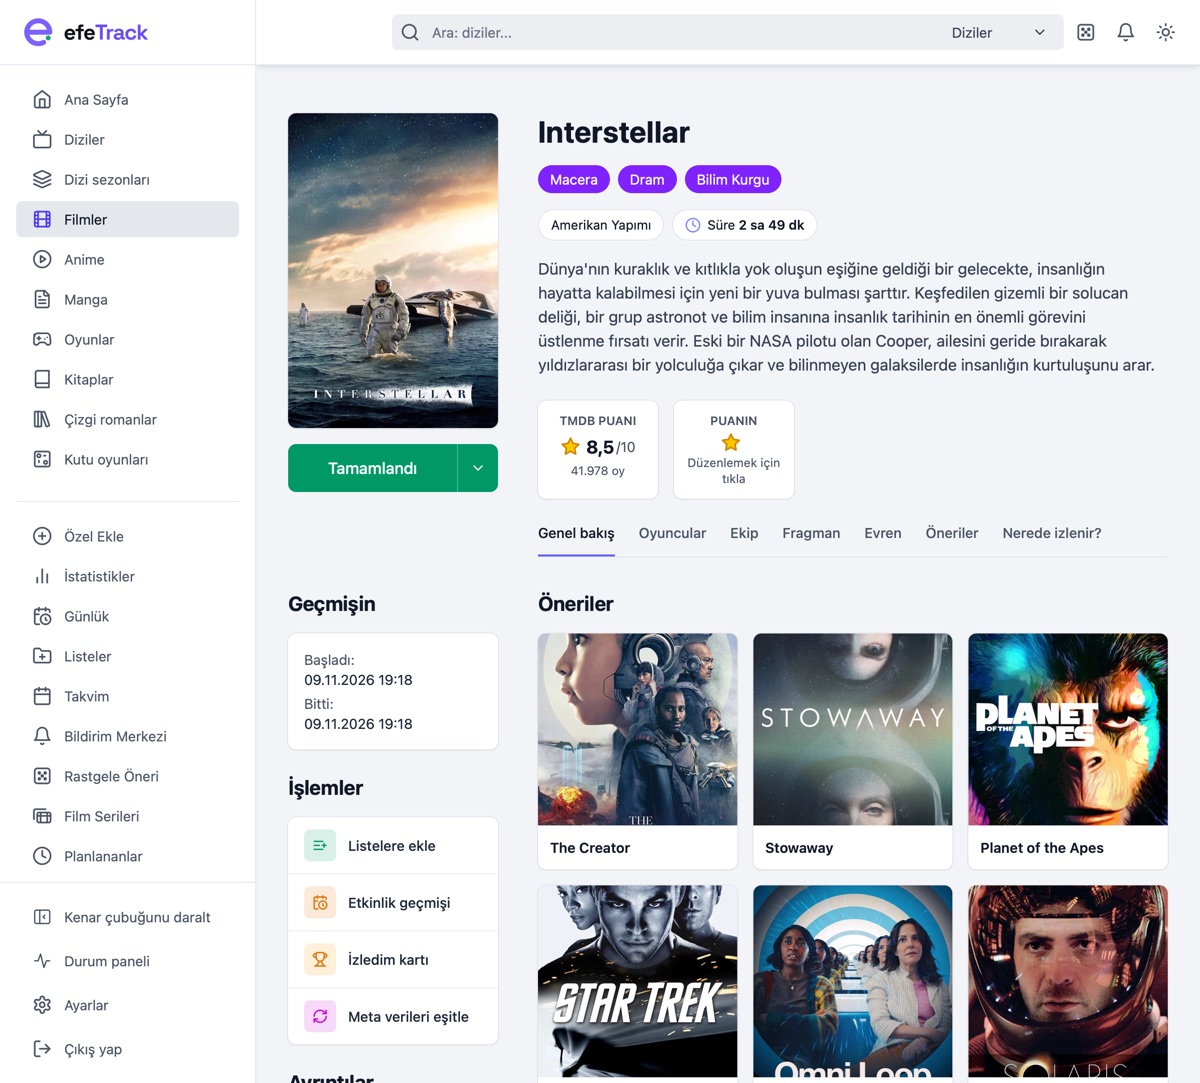 efeTrack
Ara: diziler...
Diziler
Ana Sayfa
Diziler
Dizi sezonları
Filmler
Anime
Manga
Oyunlar
Kitaplar
Çizgi romanlar
Kutu oyunları
Özel Ekle
İstatistikler
Günlük
Listeler
Takvim
Bildirim Merkezi
Rastgele Öneri
Film Serileri
Planlananlar
Kenar çubuğunu daralt
Durum paneli
Ayarlar
Çıkış yap
INTERSTELLAR
Tamamlandı
Interstellar
Macera
Dram
Bilim Kurgu
Amerikan Yapımı
Süre 2 sa 49 dk
Dünya'nın kuraklık ve kıtlıkla yok oluşun eşiğine geldiği bir gelecekte, insanlığın
hayatta kalabilmesi için yeni bir yuva bulması şarttır. Keşfedilen gizemli bir solucan
deliği, bir grup astronot ve bilim insanına insanlık tarihinin en önemli görevini
üstlenme fırsatı verir. Eski bir NASA pilotu olan Cooper, ailesini geride bırakarak
yıldızlararası bir yolculuğa çıkar ve bilinmeyen galaksilerde insanlığın kurtuluşunu arar.
TMDB PUANI
8,5/10
41.978 oy
PUANIN
Düzenlemek için
tıkla
Genel bakış
Oyuncular
Ekip
Fragman
Evren
Öneriler
Nerede izlenir?
Geçmişin
Başladı:
09.11.2026 19:18
Bitti:
09.11.2026 19:18
İşlemler
Listelere ekle
Etkinlik geçmişi
İzledim kartı
Meta verileri eşitle
Ayrıntılar
Öneriler
THE
The Creator
STOWAWAY
Stowaway
PLANET
OF THE
APES
Planet of the Apes
STAR TREK
Omni Loop
SOLARIS